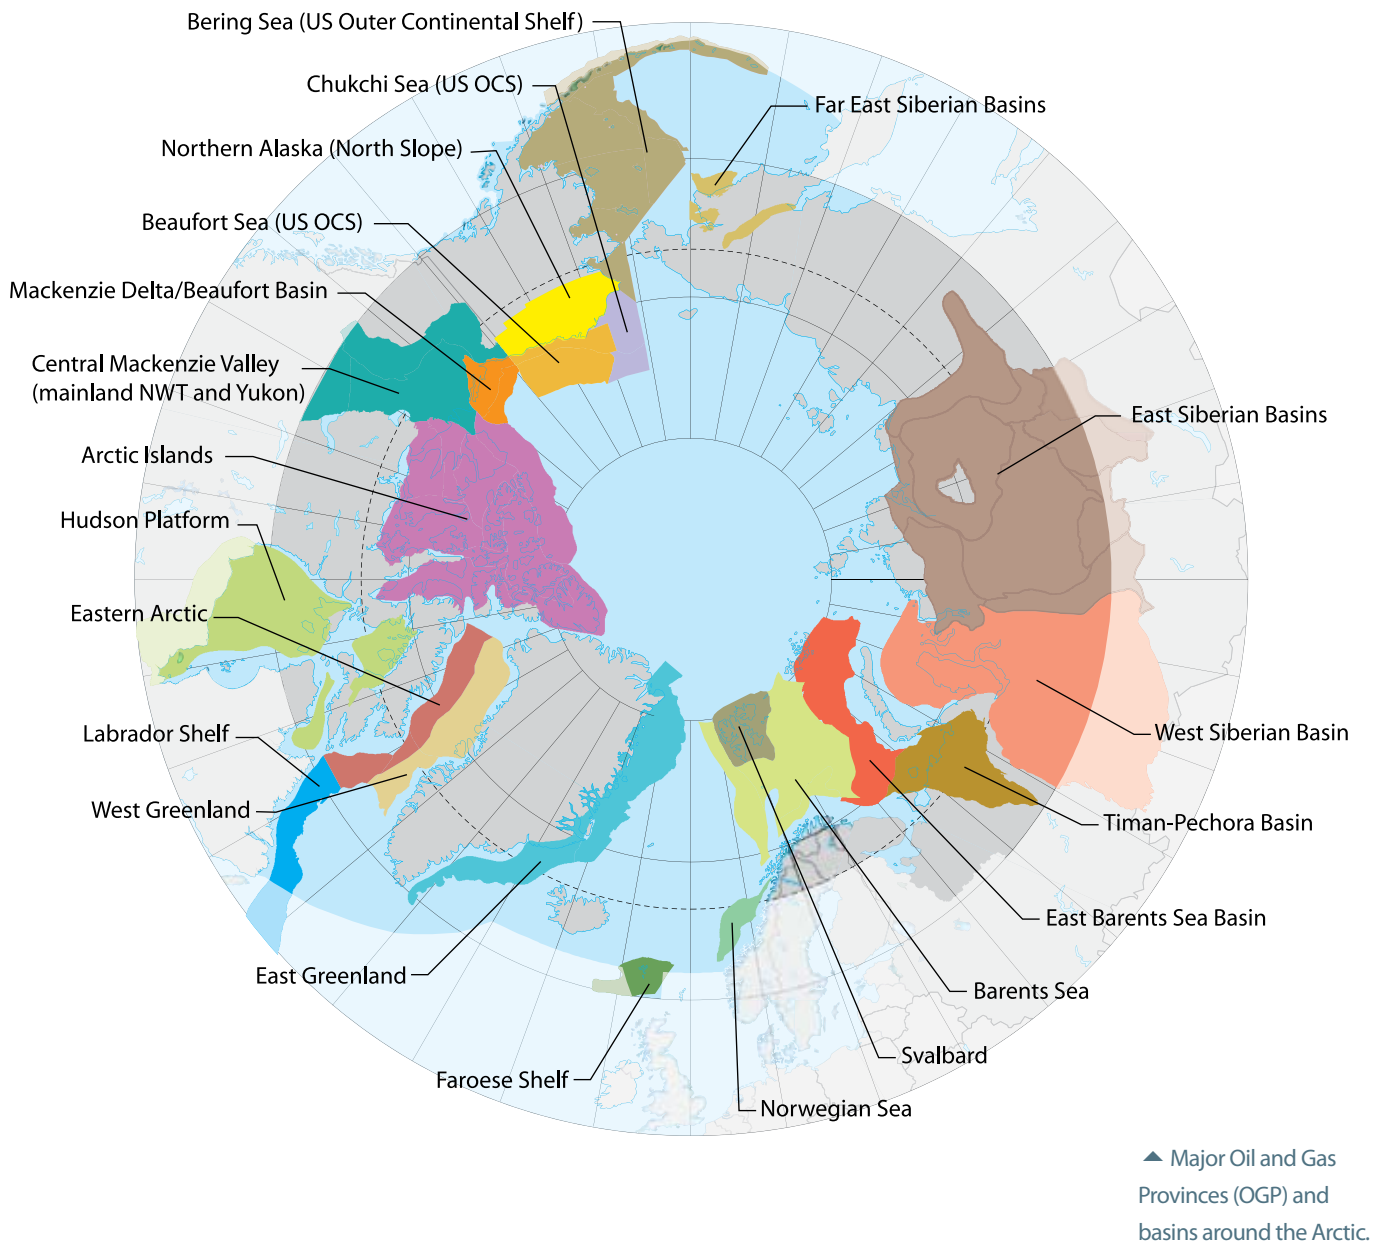 Bering Sea (US Outer Continental Shelf)
Chukchi Sea (US OCS)
Far East Siberian Basins
Northern Alaska (North Slope)
Beaufort Sea (US OCS)
Mackenzie Delta/Beaufort Basin
Central Mackenzie Valley
(mainland NWT and Yukon)
East Siberian Basins
Arctic Islands
Hudson Platform
Eastern Arctic
Labrador Shelf
West Siberian Basin
West Greenland
Timan-Pechora Basin
East Barents Sea Basin
East Greenland
Barents Sea
Svalbard
Faroese Shelf
Norwegian Sea
Major Oil and Gas
Provinces (OGP) and
basins around the Arctic.